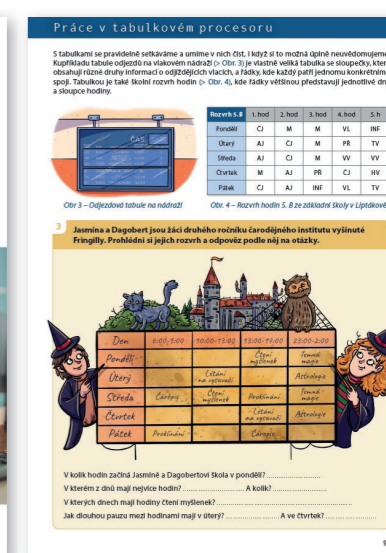 Práce v tabulkovém procesoru
S tabulkami se pravidelně setkáváme a umíme v nich číst, i když si to možná úplně neuvědomujeme
Kupříkladu tabule odjezdů na vlakovém nádraží (> Obr. 3) je vlastně veliká tabulka se sloupečky, kter
obsahují různé druhy informací o odjíždějících vlacích, a řádky, kde každý patří jednomu konkrétním
spoji. Tabulkou je také školní rozvrh hodin (> Obr. 4), kde řádky většinou představují jednotlivé dn
a sloupce hodiny.
ČAS
Obr 3 – Odjezdová tabule na nádraží
Rozvrh 5.B 1. hod 2. hod 3. hod 4. hod 5. h
Pondělí ČJ M M VL INF
Úterý AJ ČJ M PŘ TV
Středa AJ ČJ M VV VV
Čtvrtek M AJ PŘ ČJ HV
Pátek ČJ AJ INF VL TV
Obr. 4 – Rozvrh hodin 5. B ze základní školy v Liptákově
3 Jasmína a Dagobert jsou žáci druhého ročníku čarodějného institutu vyšinuté
Fringilly. Prohlédni si jejich rozvrh a odpověz podle něj na otázky.
Den 6:00-9:00 10:00-13:00 13:00-17:00 23:00-2:00
Pondělí Čtení myšlenek Temná magie
Úterý Létání na rysovadi Astrologie
Středa Čáropis Čtení myšlenek Proklínání Temná magie
Čtvrtek Létání Astrologie
Pátek Proklínání Čáropis
V kolik hodin začíná Jasmíně a Dagobertovi škola v pondělí?
V kterém z dnů mají nejvíce hodin? A kolik?
V kterých dnech mají hodiny čtení myšlenek?
Jak dlouhou pauzu mezi hodinami mají v úterý? A ve čtvrtek?